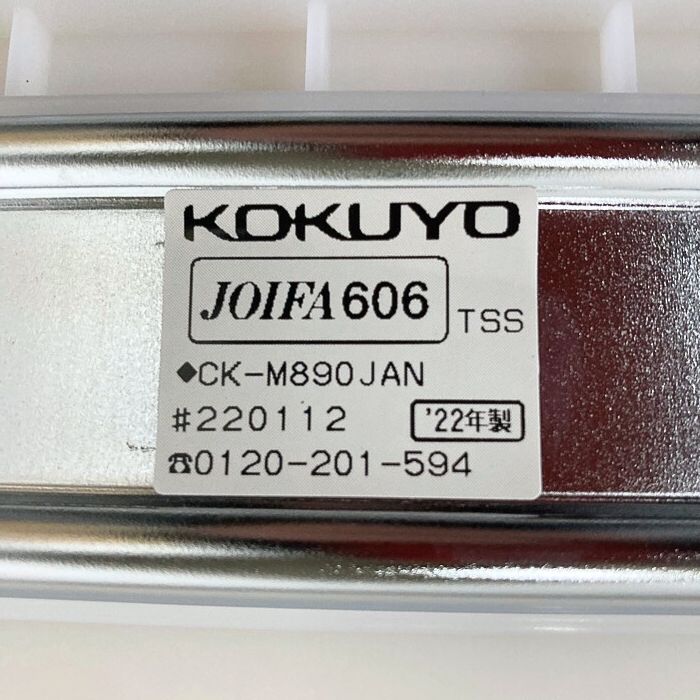 KOKUYO
JOIFA606 TSS
◆CK-M890JAN
#220112 '22年製
☎0120-201-594